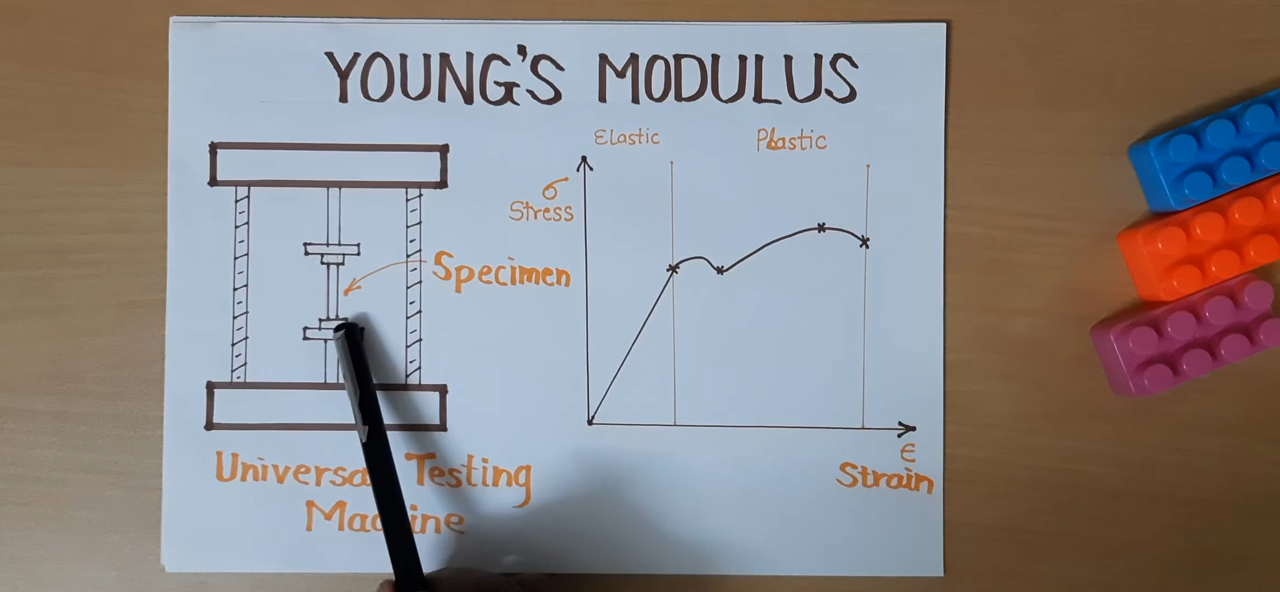 YOUNG'S MODULUS
Elastic
Plastic
σ
Stress
Specimen
ε
Strain
Testing